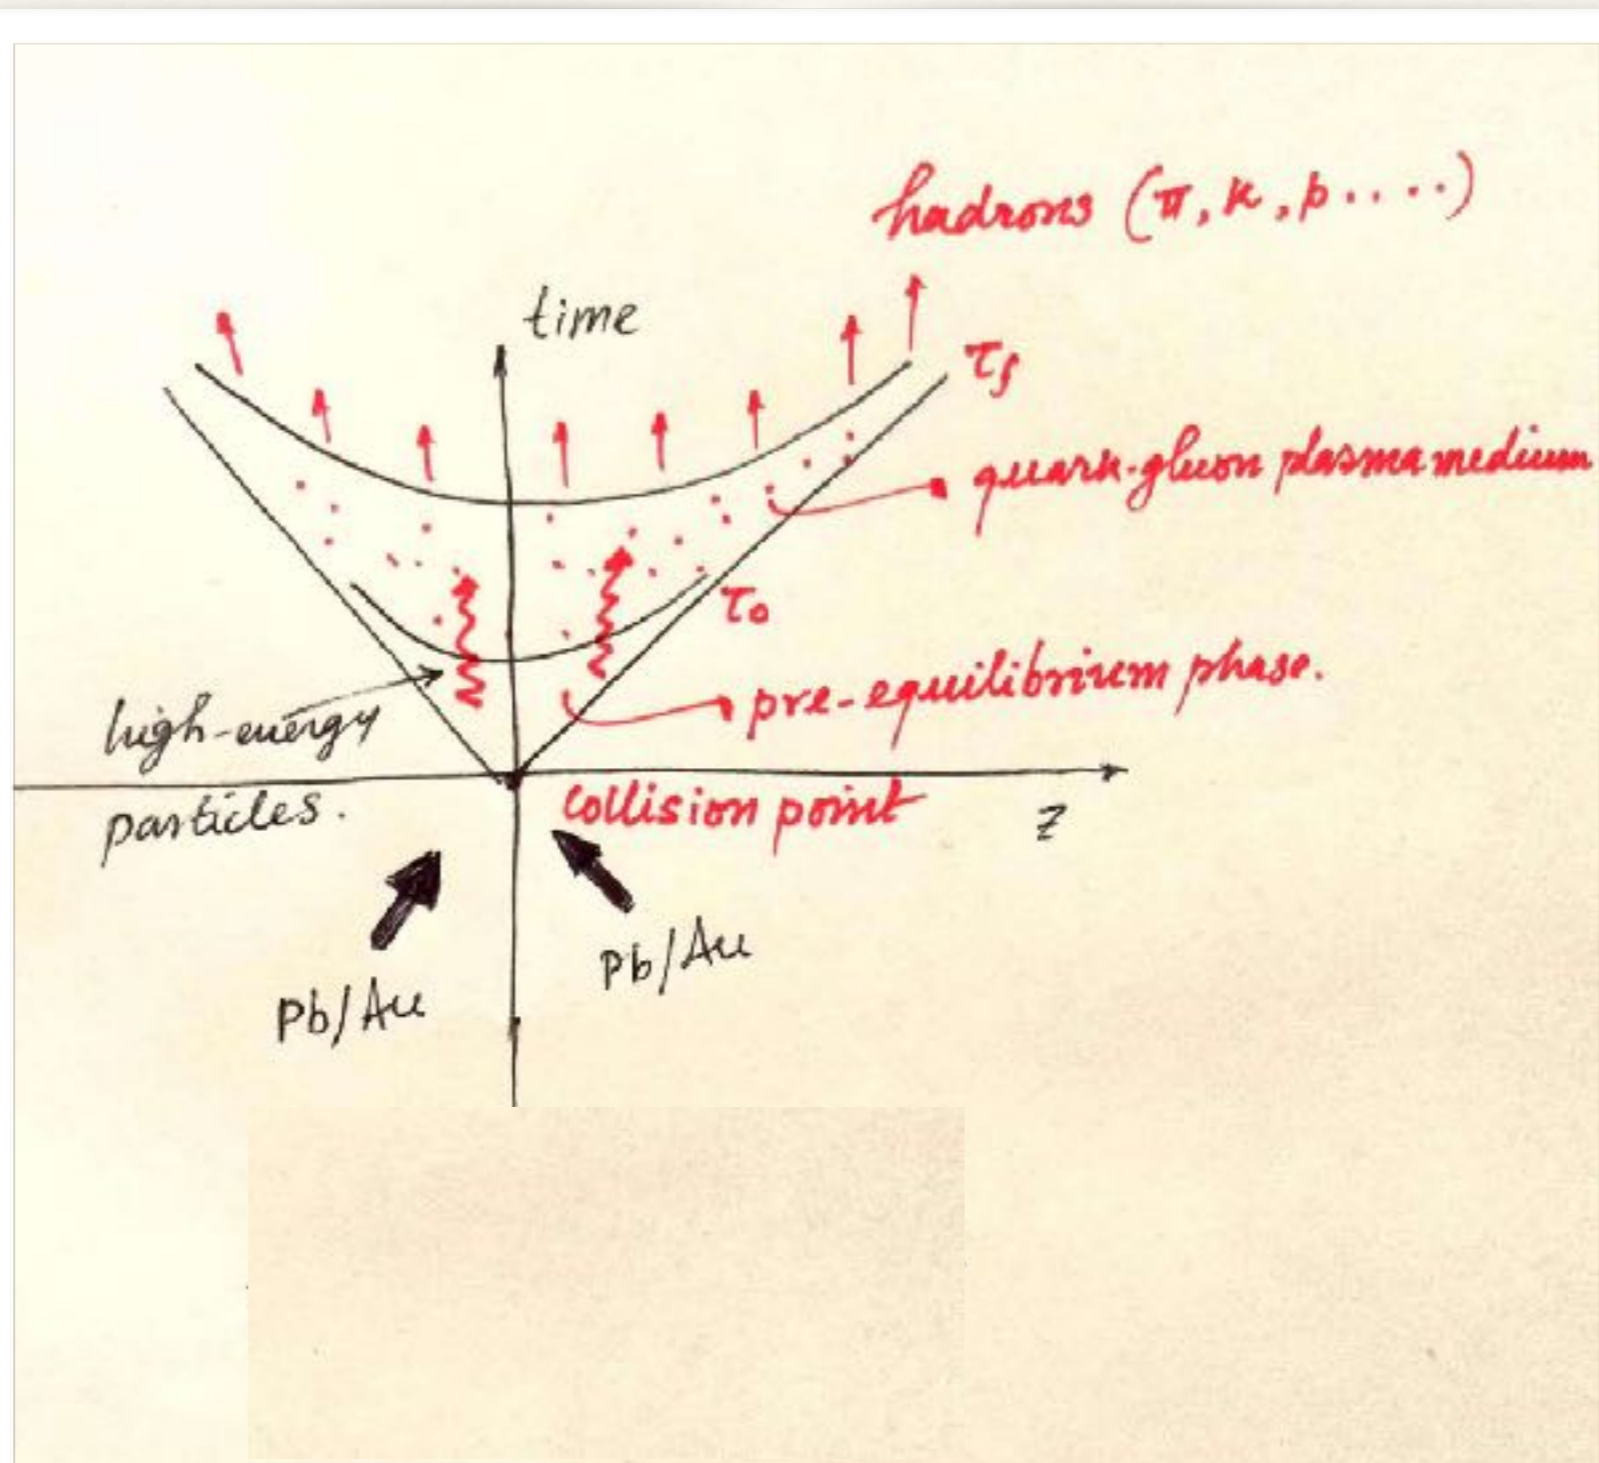 hadrons (π, K, p.....)
time
τf
quark-gluon plasma medium
τo
pre-equilibrium phase.
high-energy
particles.
Collision point
z
Pb/Au
Pb/Au